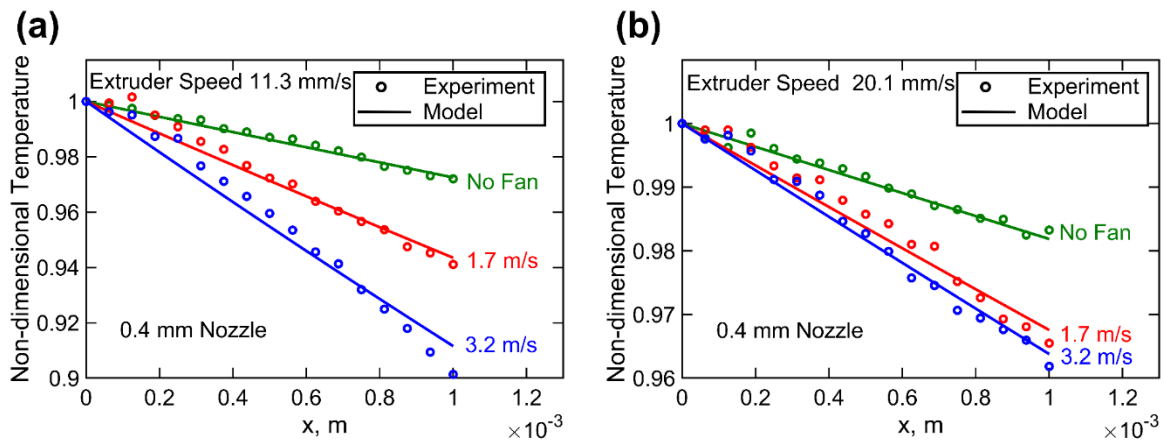 (a)
Non-dimensional Temperature
Extruder Speed 11.3 mm/s
Experiment
Model
1
0.98
0.96
0.94
0.92
0.9
No Fan
1.7 m/s
3.2 m/s
0.4 mm Nozzle
0 0.2 0.4 0.6 0.8 1 1.2
x, m
×10⁻³
(b)
Non-dimensional Temperature
Extruder Speed 20.1 mm/s
Experiment
Model
1
0.99
0.98
0.97
0.96
No Fan
1.7 m/s
3.2 m/s
0.4 mm Nozzle
0 0.2 0.4 0.6 0.8 1 1.2
x, m
×10⁻³